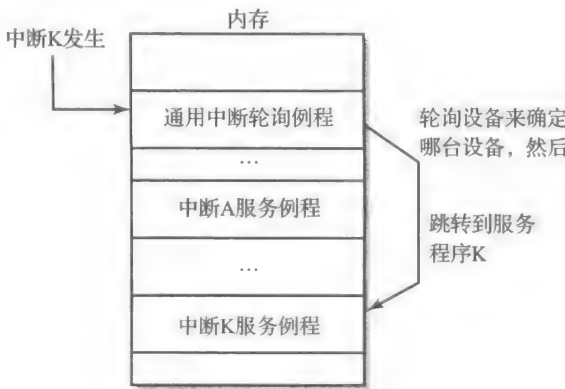 内存
中断K发生
通用中断轮询例程
轮询设备来确定
哪台设备，然后
…
中断A服务例程
跳转到服务
程序K
…
中断K服务例程